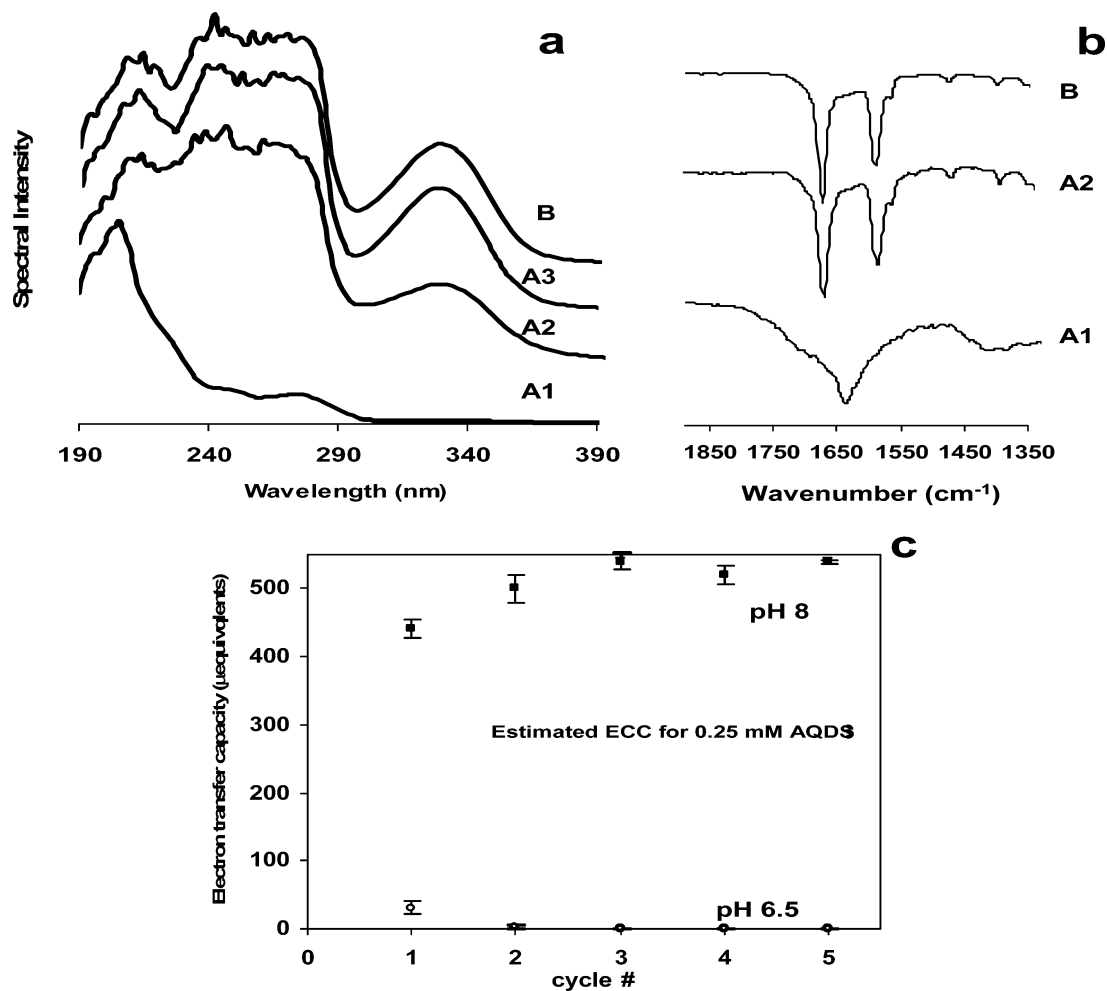 a
b
Spectral Intensity
B
A3
A2
A1
190 240 290 340 390
Wavelength (nm)
B
A2
A1
1850 1750 1650 1550 1450 1350
Wavenumber (cm-1)
c
Electron transfer capacity (µequivqlents)
500
400
300
200
100
0
pH 8
Estimated ECC for 0.25 mM AQDS
pH 6.5
0 1 2 3 4 5
cycle #